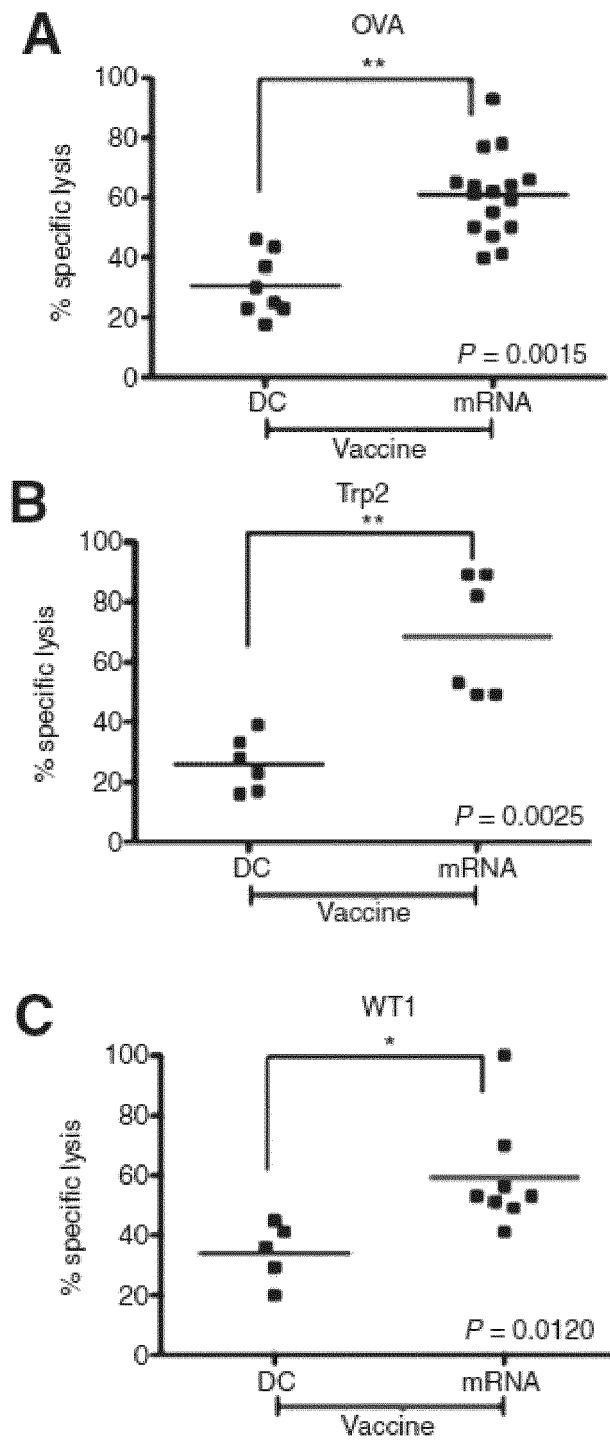 A
OVA
**
100
80
60
40
20
0
% specific lysis
P = 0.0015
DC mRNA
Vaccine
B
Trp2
**
100
80
60
40
20
0
% specific lysis
P = 0.0025
DC mRNA
Vaccine
C
WT1
*
100
80
60
40
20
0
% specific lysis
P = 0.0120
DC mRNA
Vaccine